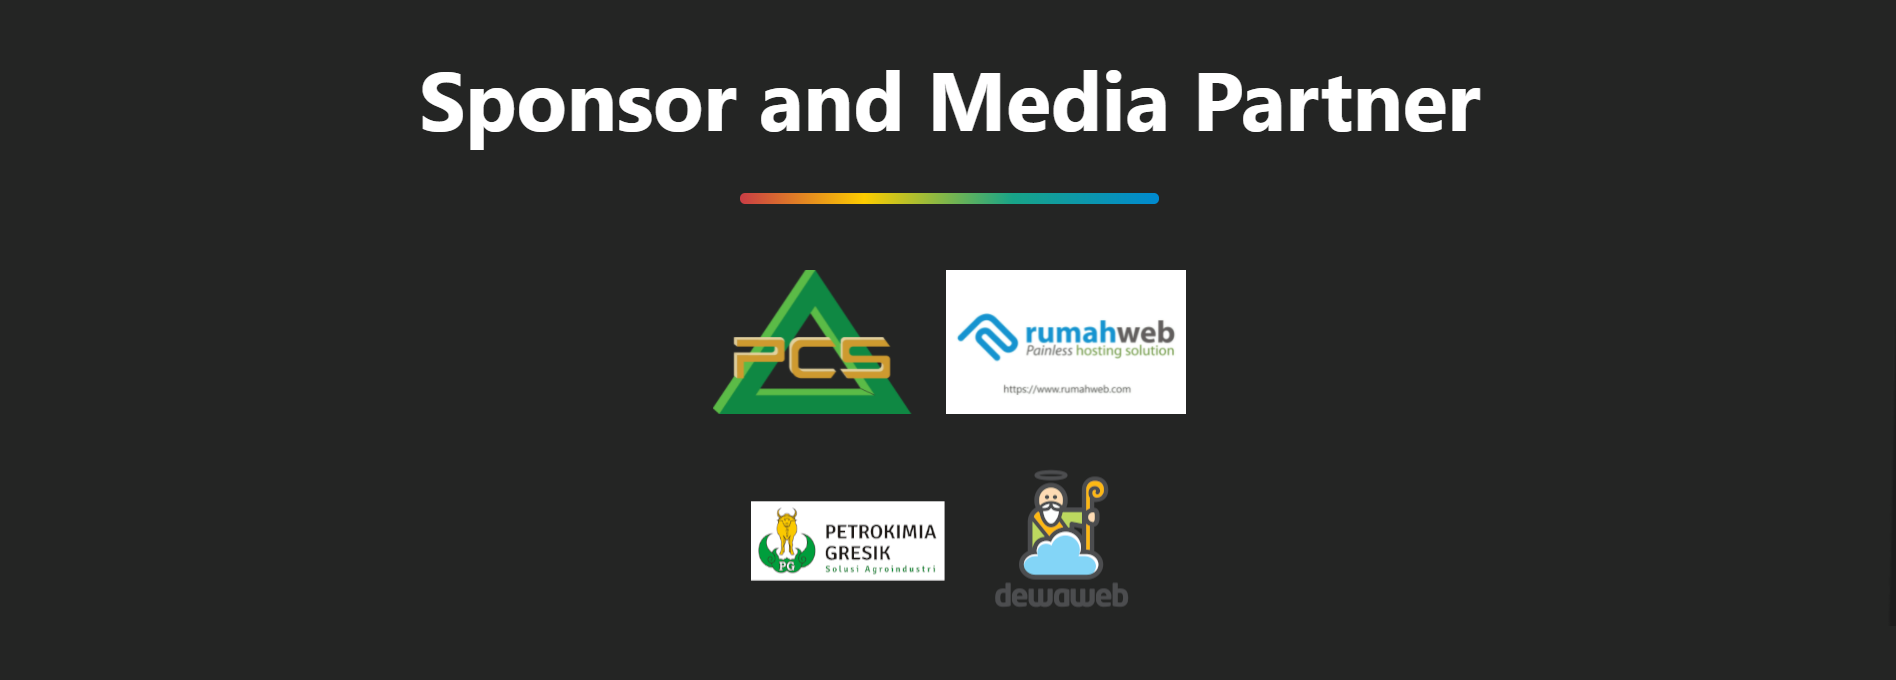 Sponsor and Media Partner
PCS
rumahweb
Painless hosting solution
https://www.rumahweb.com
PETROKIMIA
GRESIK
Solusi Agroindustri
PG
dewaweb